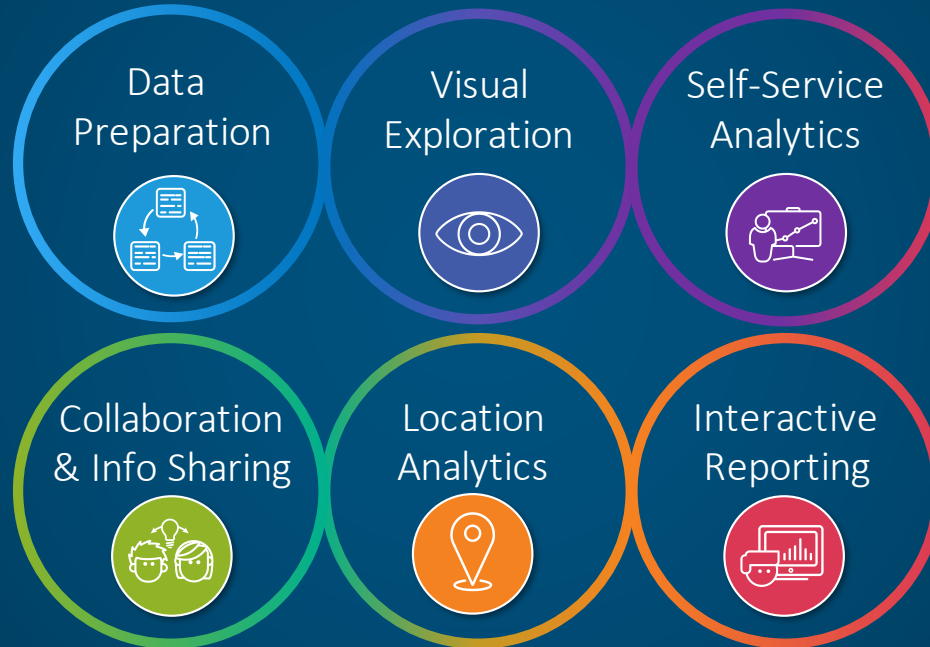 Data
Preparation
Visual
Exploration
Self-Service
Analytics
Collaboration
& Info Sharing
Location
Analytics
Interactive
Reporting